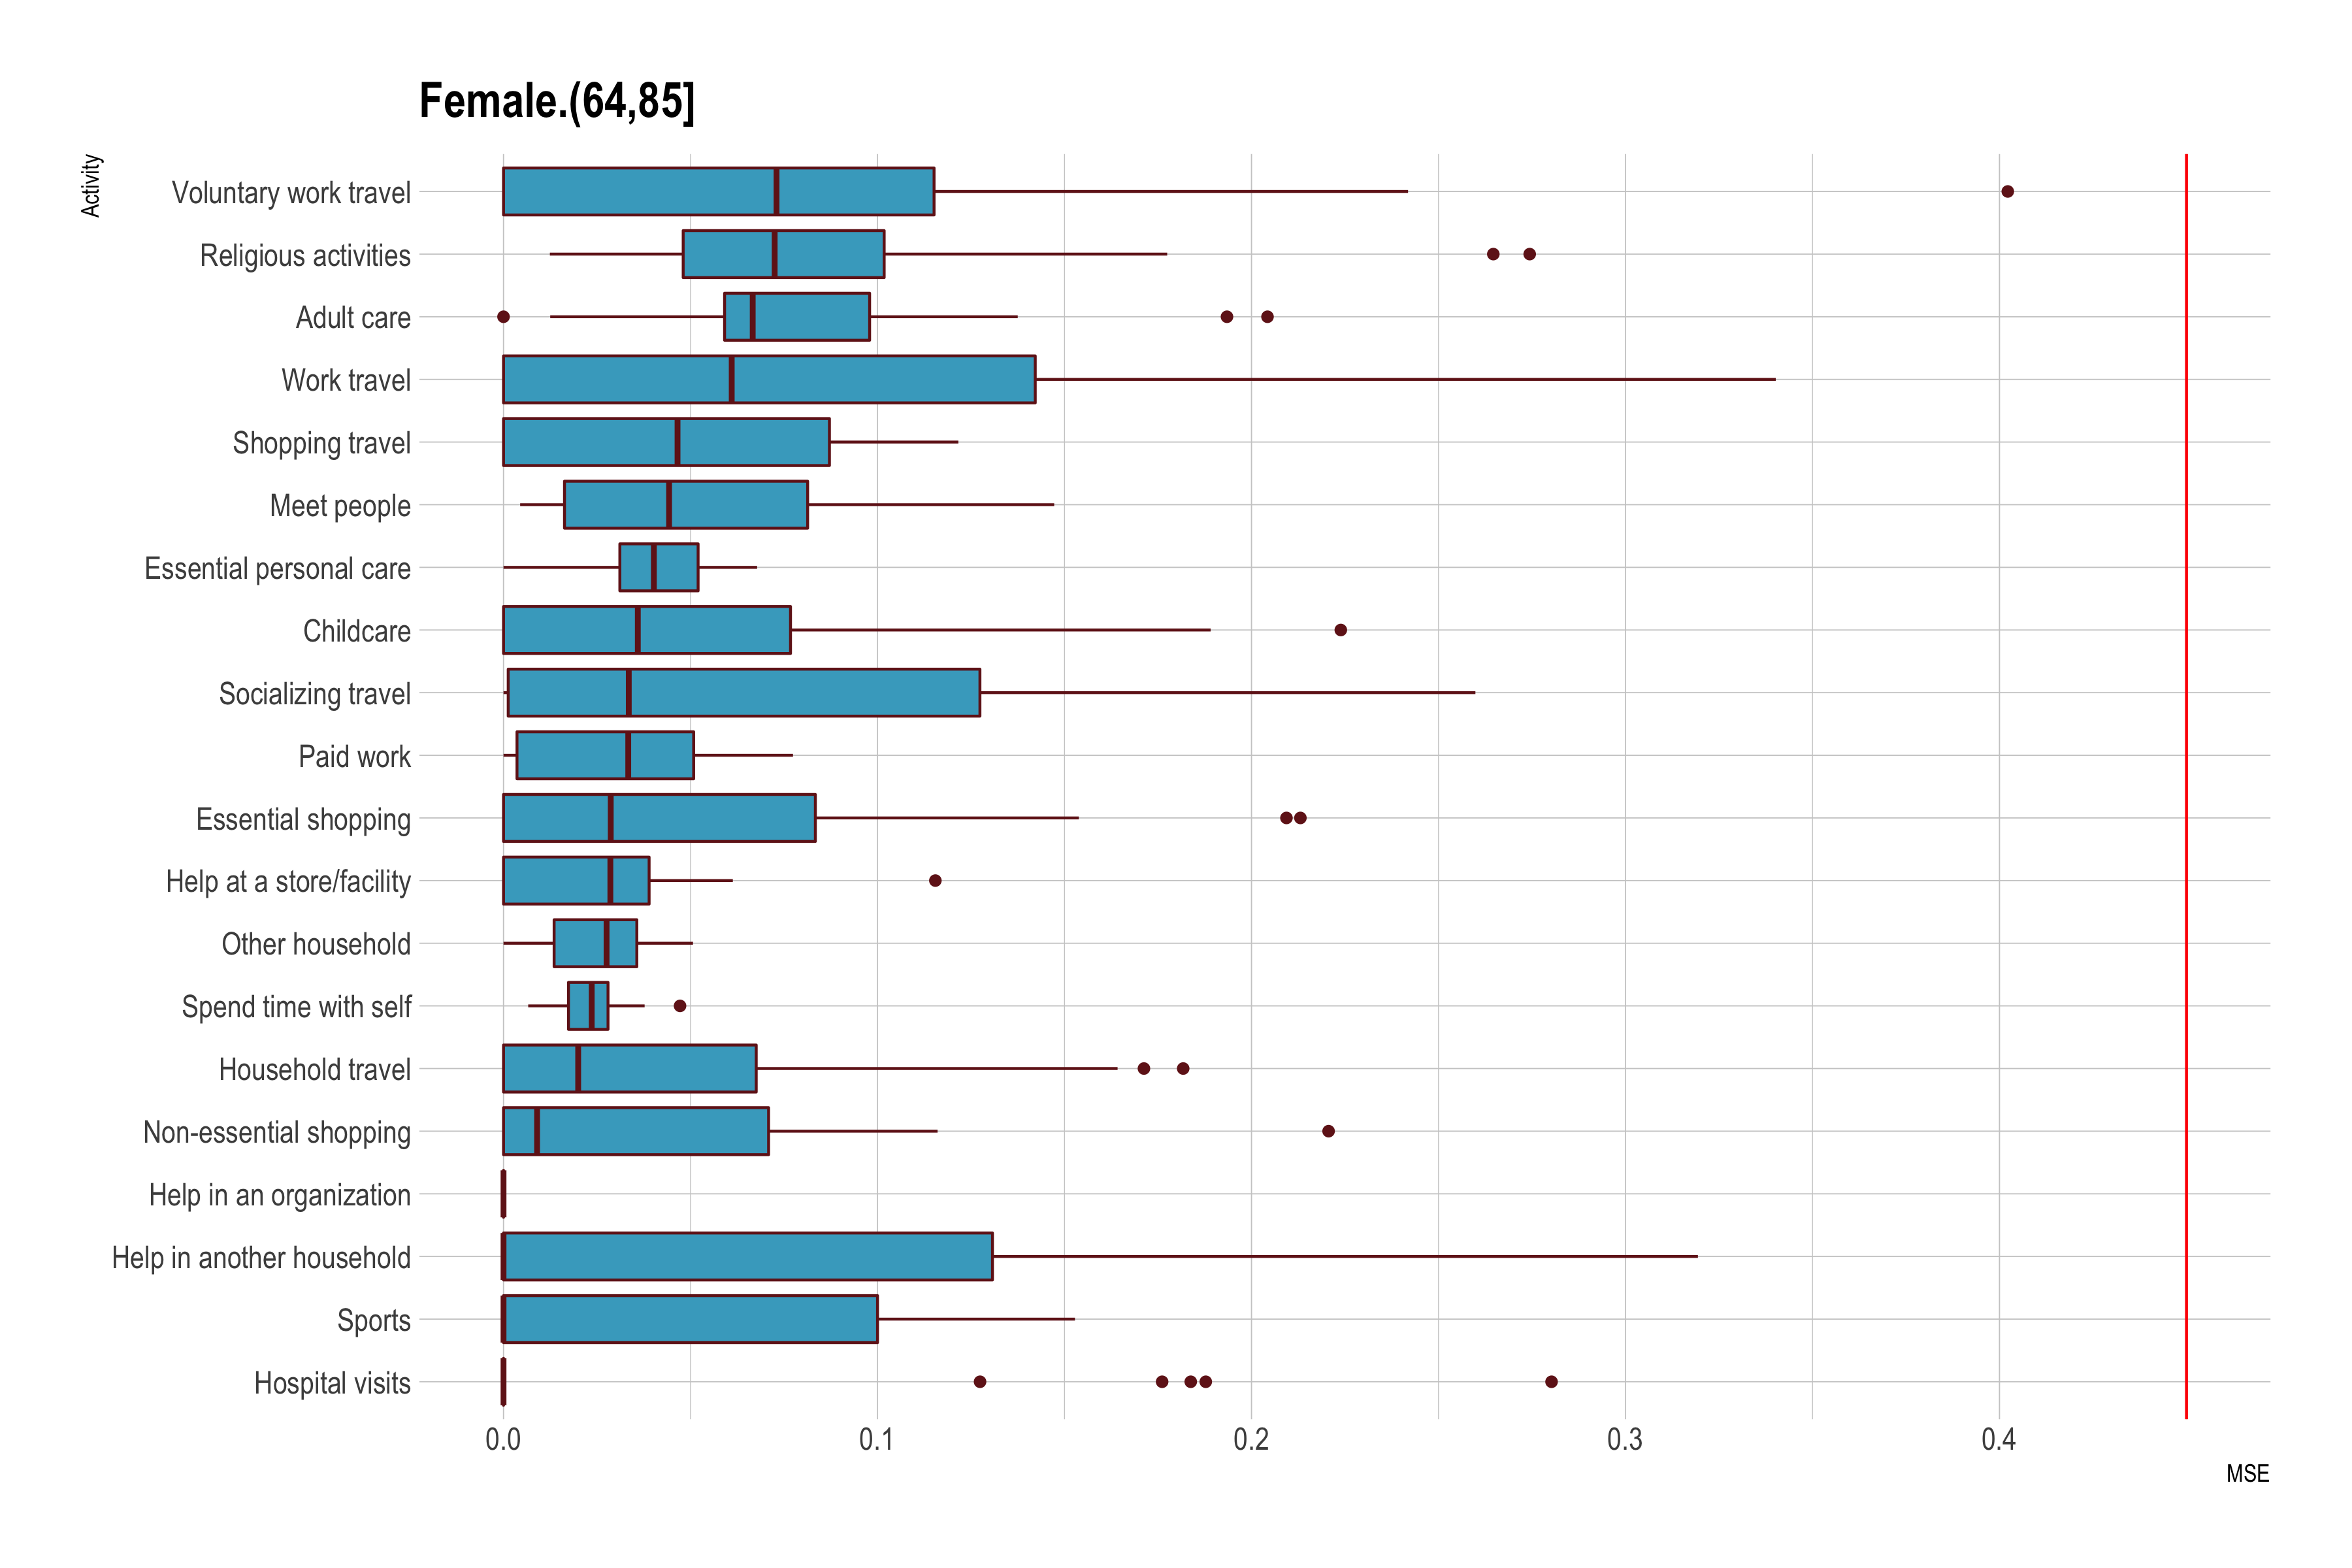 Female.(64,85]
Activity
Voluntary work travel
Religious activities
Adult care
Work travel
Shopping travel
Meet people
Essential personal care
Childcare
Socializing travel
Paid work
Essential shopping
Help at a store/facility
Other household
Spend time with self
Household travel
Non-essential shopping
Help in an organization
Help in another household
Sports
Hospital visits
0.0 0.1 0.2 0.3 0.4
MSE